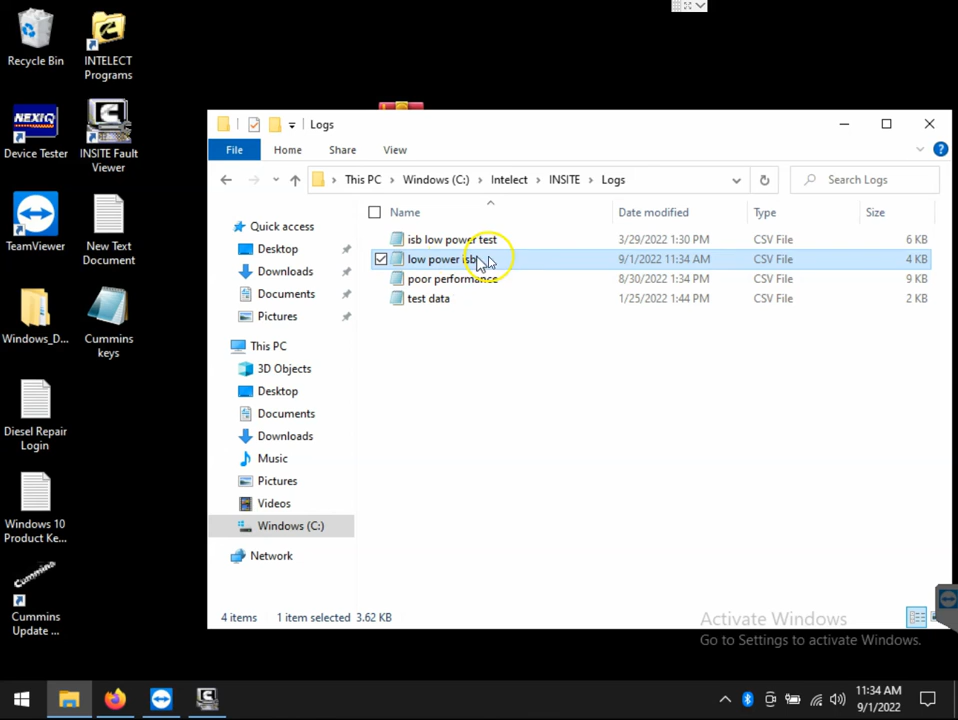 Recycle Bin
INTELECT
Programs
NEXIQ
Device Tester
INSITE Fault
Viewer
TeamViewer
New Text
Document
Windows_D...
Cummins
keys
Diesel Repair
Login
Windows 10
Product Ke...
Cummins
Cummins
Update ...
Logs
File
Home
Share
View
This PC
Windows (C:)
Intelect
INSITE
Logs
Search Logs
Quick access
Desktop
Downloads
Documents
Pictures
This PC
3D Objects
Desktop
Documents
Downloads
Music
Pictures
Videos
Windows (C:)
Network
Name Date modified Type Size
isb low power test 3/29/2022 1:30 PM CSV File 6 KB
low power isb 9/1/2022 11:34 AM CSV File 4 KB
poor performance 8/30/2022 1:34 PM CSV File 9 KB
test data 1/25/2022 1:44 PM CSV File 2 KB
4 items 1 item selected 3.62 KB
Activate Windows
Go to Settings to activate Windows.
11:34 AM
9/1/2022